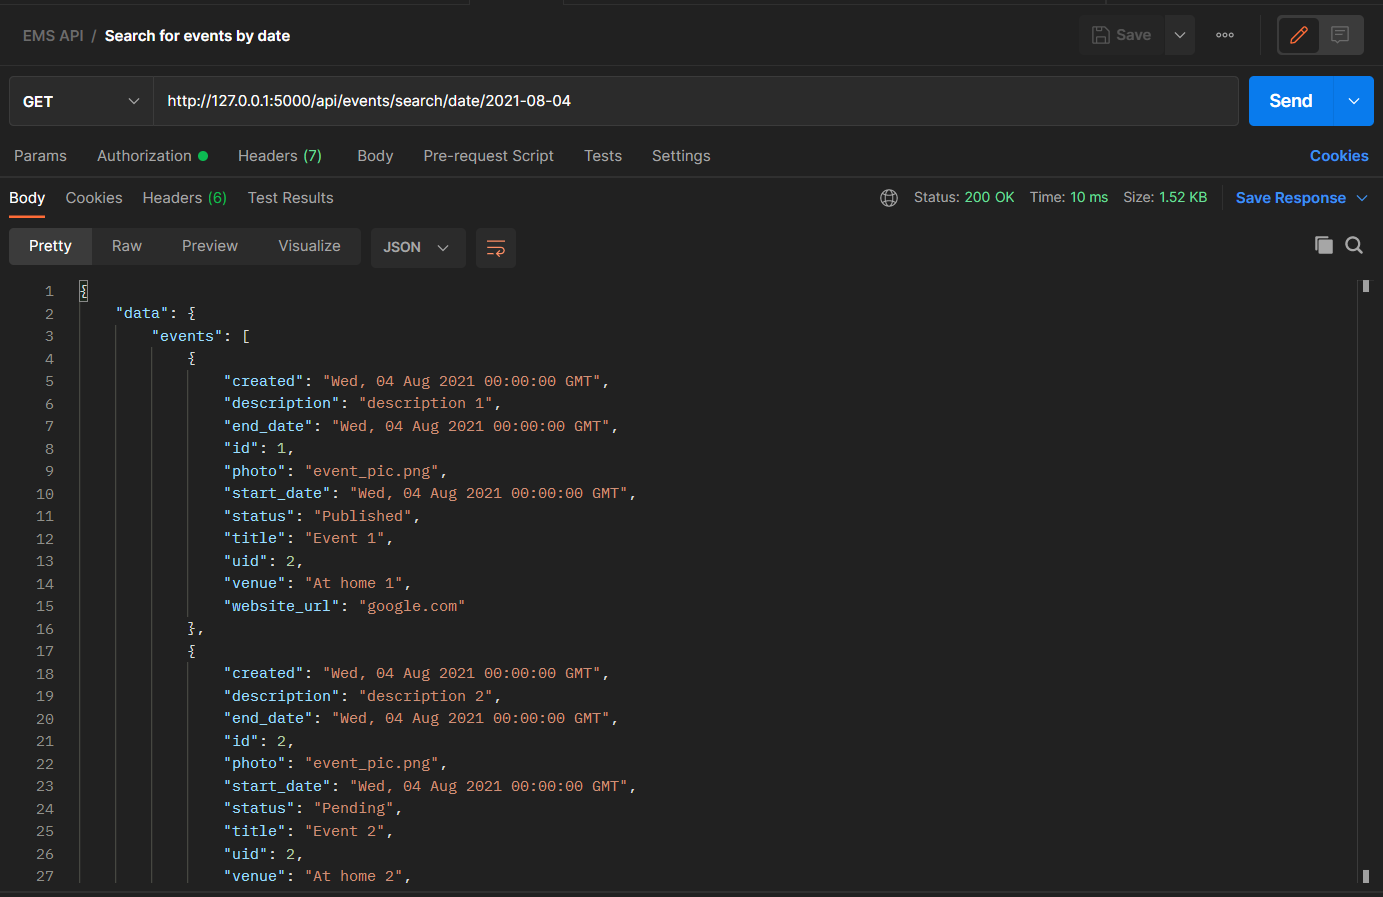 EMS API / Search for events by date
Save
GET
http://127.0.0.1:5000/api/events/search/date/2021-08-04
Send
Params Authorization Headers (7) Body Pre-request Script Tests Settings Cookies
Body Cookies Headers (6) Test Results Status: 200 OK Time: 10 ms Size: 1.52 KB Save Response
Pretty Raw Preview Visualize JSON
1 {
2 "data": {
3 "events": [
4 {
5 "created": "Wed, 04 Aug 2021 00:00:00 GMT",
6 "description": "description 1",
7 "end_date": "Wed, 04 Aug 2021 00:00:00 GMT",
8 "id": 1,
9 "photo": "event_pic.png",
10 "start_date": "Wed, 04 Aug 2021 00:00:00 GMT",
11 "status": "Published",
12 "title": "Event 1",
13 "uid": 2,
14 "venue": "At home 1",
15 "website_url": "google.com"
16 },
17 {
18 "created": "Wed, 04 Aug 2021 00:00:00 GMT",
19 "description": "description 2",
20 "end_date": "Wed, 04 Aug 2021 00:00:00 GMT",
21 "id": 2,
22 "photo": "event_pic.png",
23 "start_date": "Wed, 04 Aug 2021 00:00:00 GMT",
24 "status": "Pending",
25 "title": "Event 2",
26 "uid": 2,
27 "venue": "At home 2",